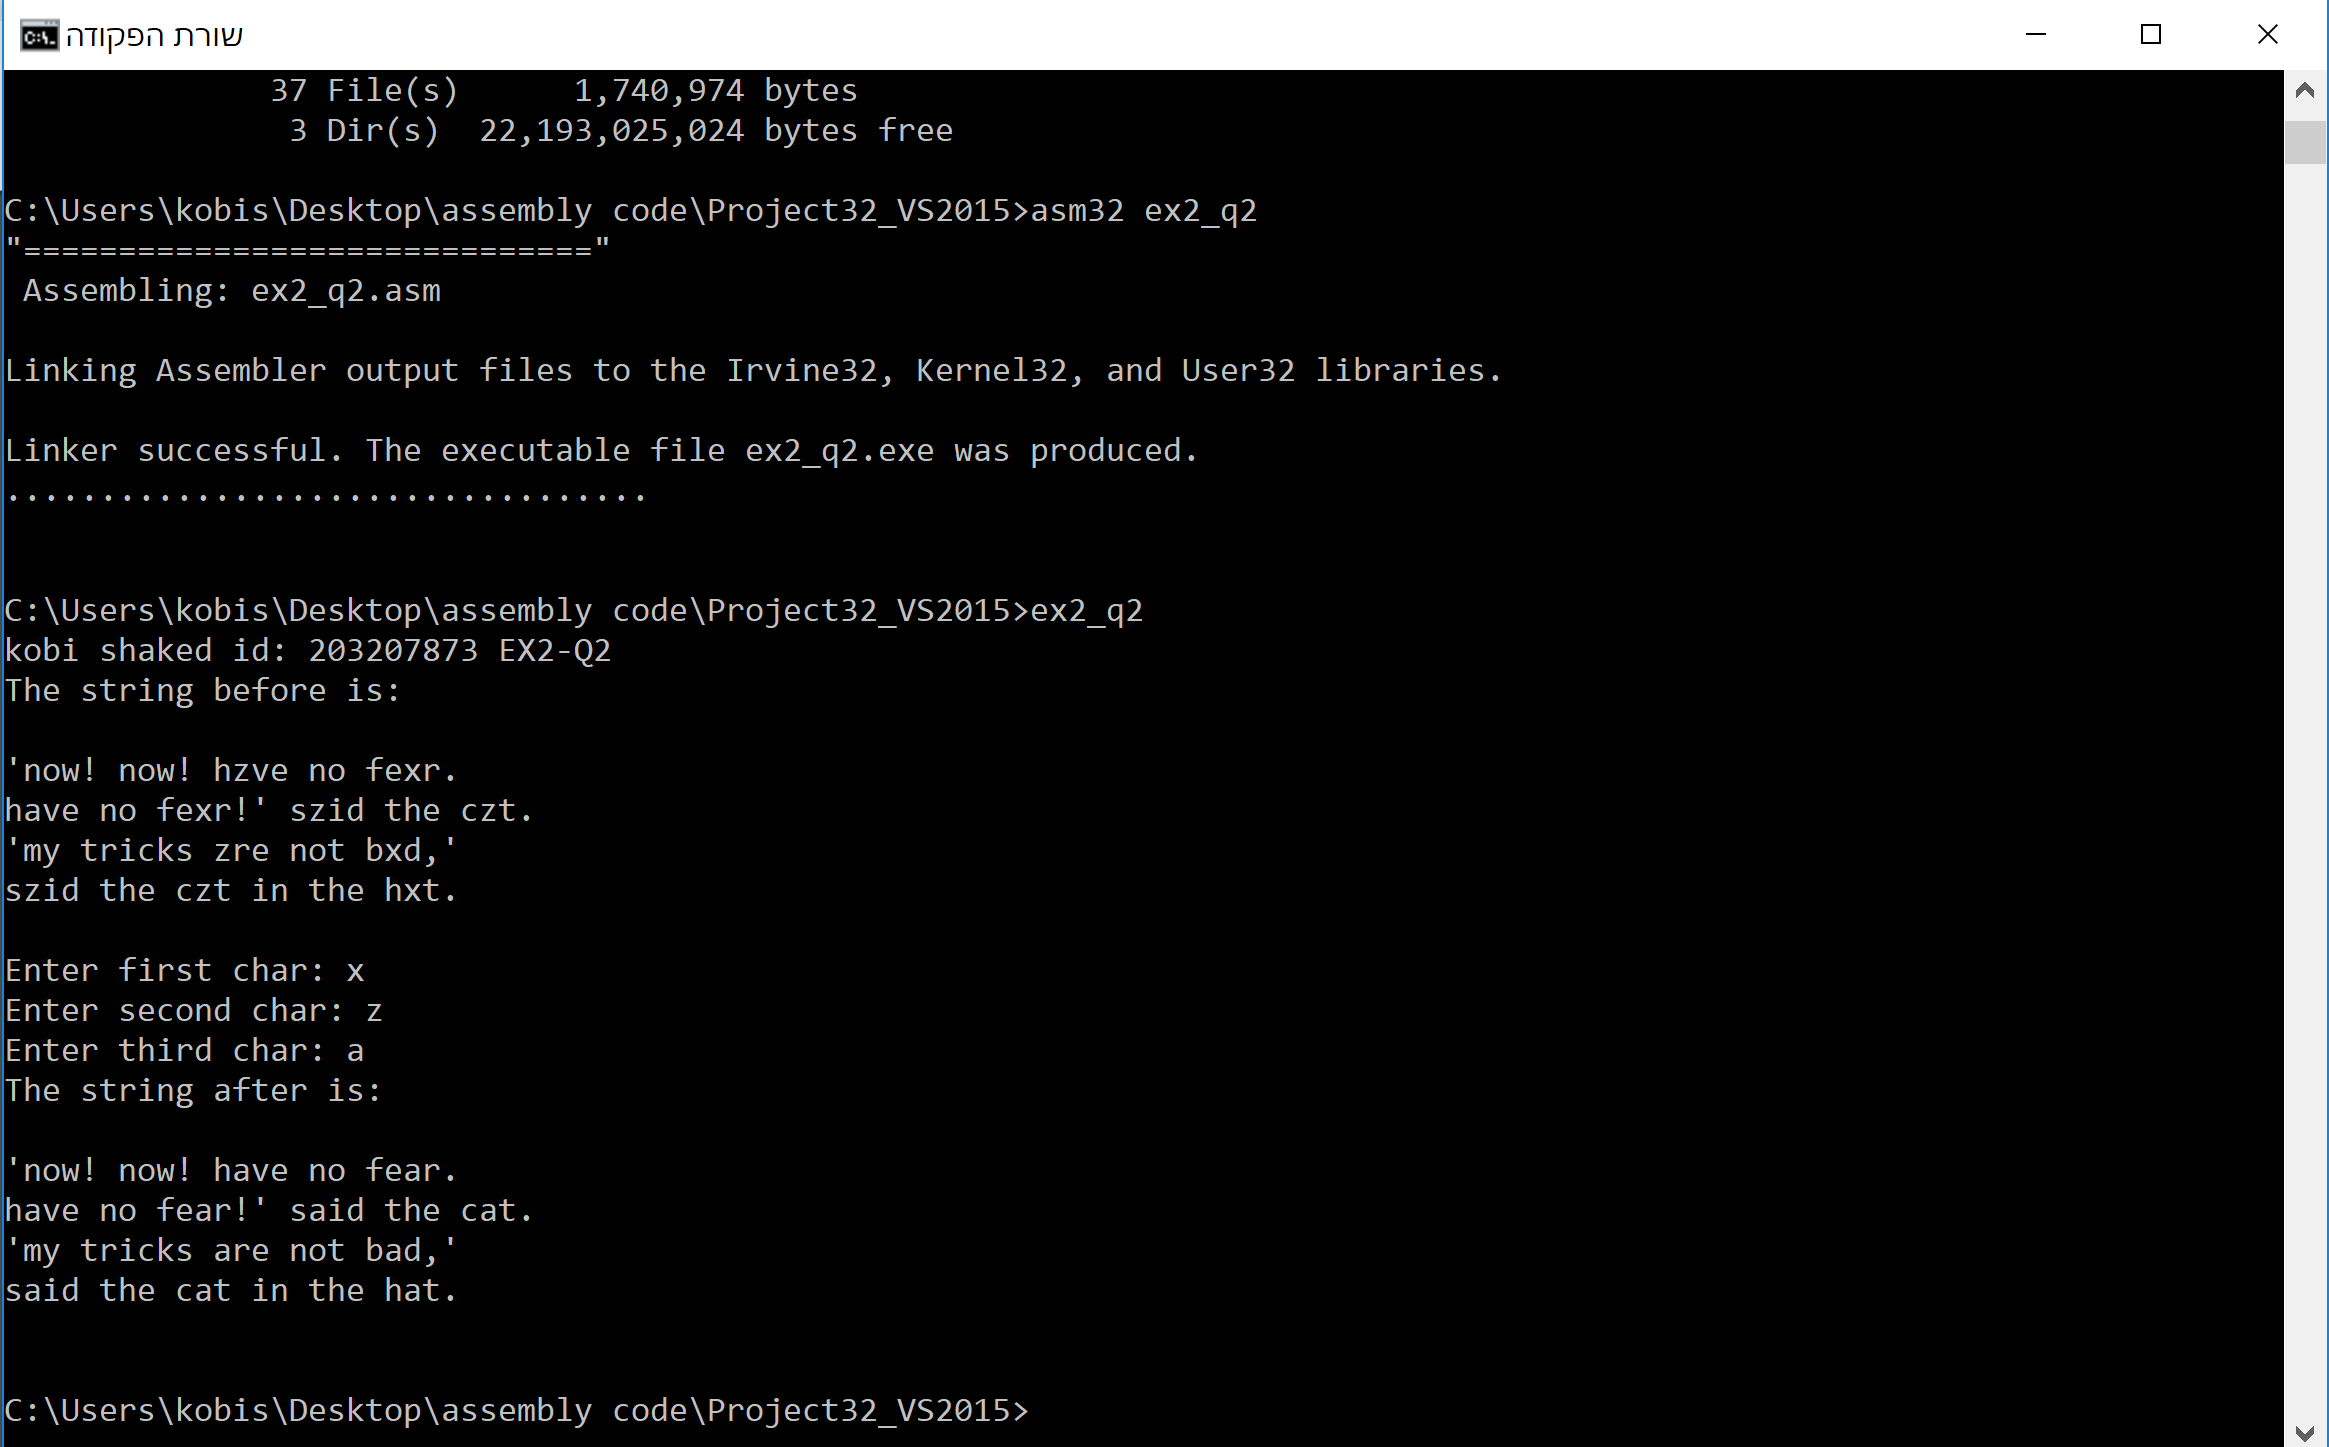 שורת הפקודה
37 File(s)      1,740,974 bytes
3 Dir(s)  22,193,025,024 bytes free
C:\Users\kobis\Desktop\assembly code\Project32_VS2015>asm32 ex2_q2
"=============================="
Assembling: ex2_q2.asm
Linking Assembler output files to the Irvine32, Kernel32, and User32 libraries.
Linker successful. The executable file ex2_q2.exe was produced.
..................................
C:\Users\kobis\Desktop\assembly code\Project32_VS2015>ex2_q2
kobi shaked id: 203207873 EX2-Q2
The string before is:
'now! now! hzve no fexr.
have no fexr!' szid the czt.
'my tricks zre not bxd,'
szid the czt in the hxt.
Enter first char: x
Enter second char: z
Enter third char: a
The string after is:
'now! now! have no fear.
have no fear!' said the cat.
'my tricks are not bad,'
said the cat in the hat.
C:\Users\kobis\Desktop\assembly code\Project32_VS2015>